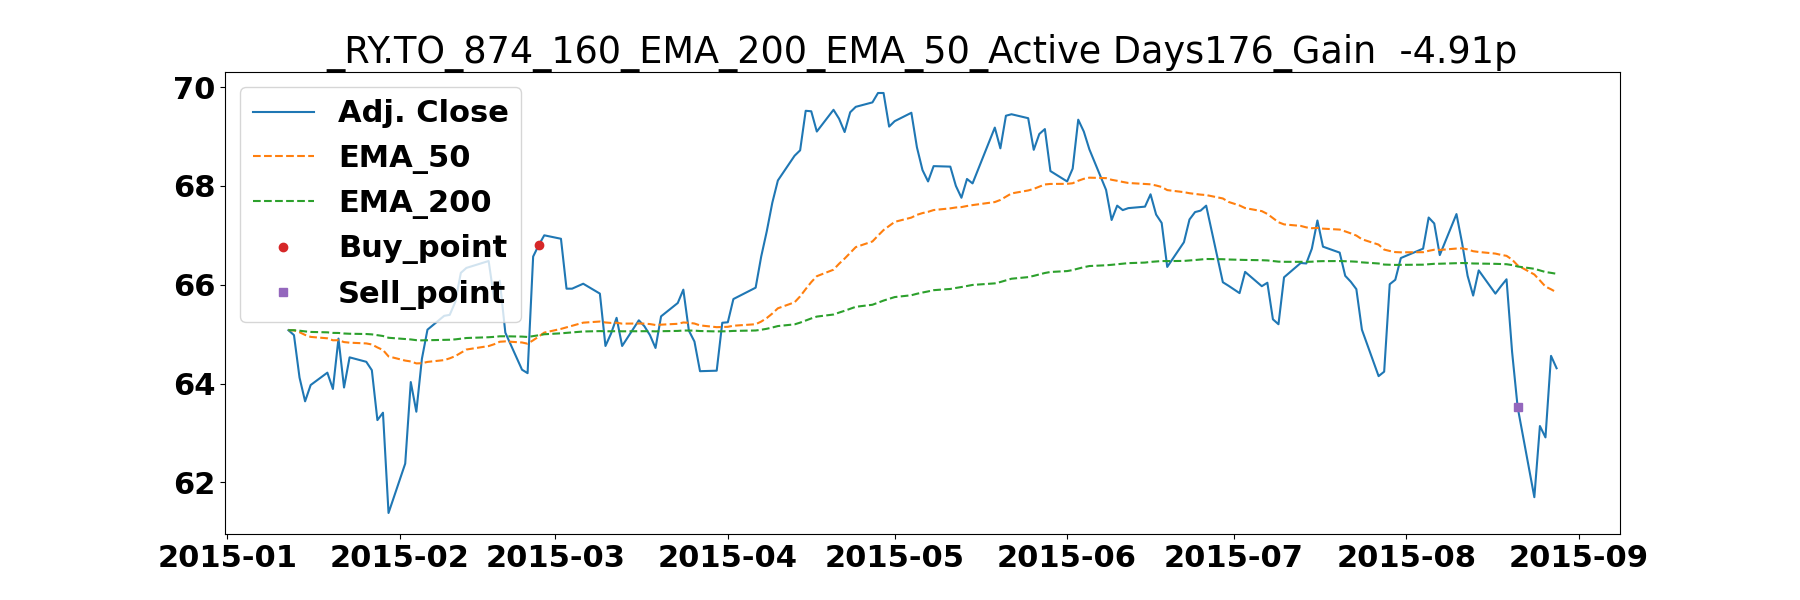 _RY.TO_874_160_EMA_200_EMA_50_Active Days176_Gain  -4.91p
70
68
66
64
62
Adj. Close
EMA_50
EMA_200
Buy_point
Sell_point
2015-01 2015-02 2015-03 2015-04 2015-05 2015-06 2015-07 2015-08 2015-09